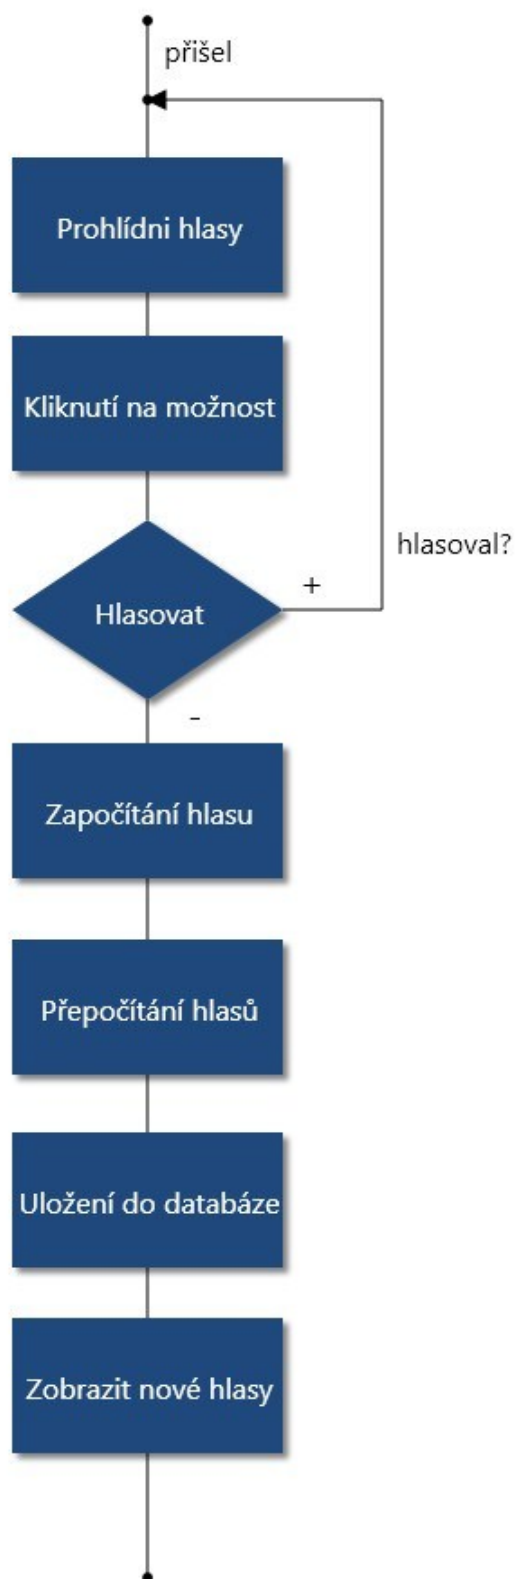 přišel
Prohlídni hlasy
Kliknutí na možnost
hlasoval?
+
Hlasovat
-
Započítání hlasu
Přepočítání hlasů
Uložení do databáze
Zobrazit nové hlasy